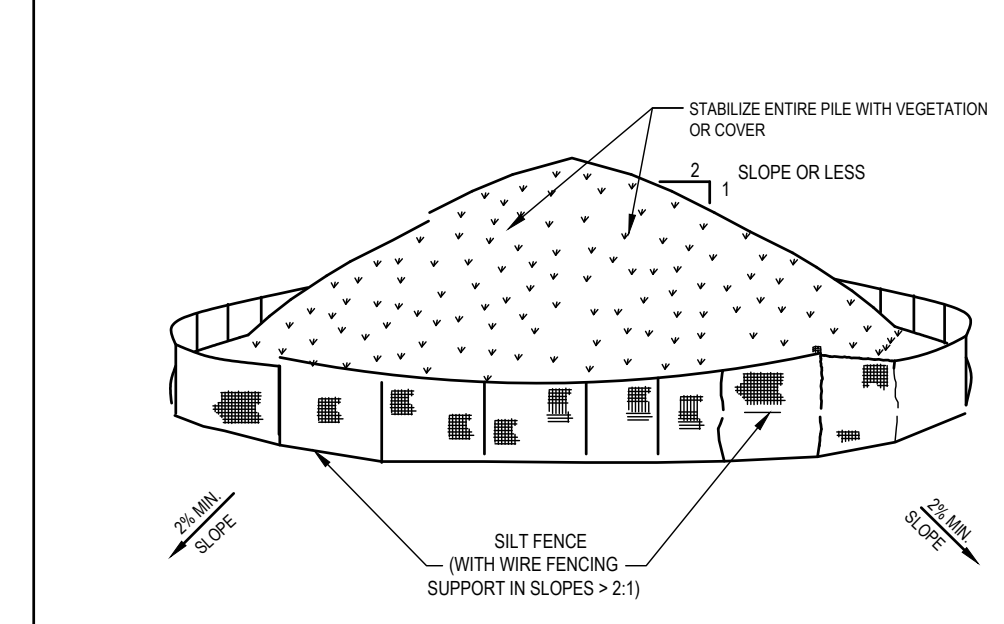 STABILIZE ENTIRE PILE WITH VEGETATION
OR COVER
2
1
SLOPE OR LESS
2% MIN.
SLOPE
2% MIN.
SLOPE
SILT FENCE
(WITH WIRE FENCING
SUPPORT IN SLOPES > 2:1)